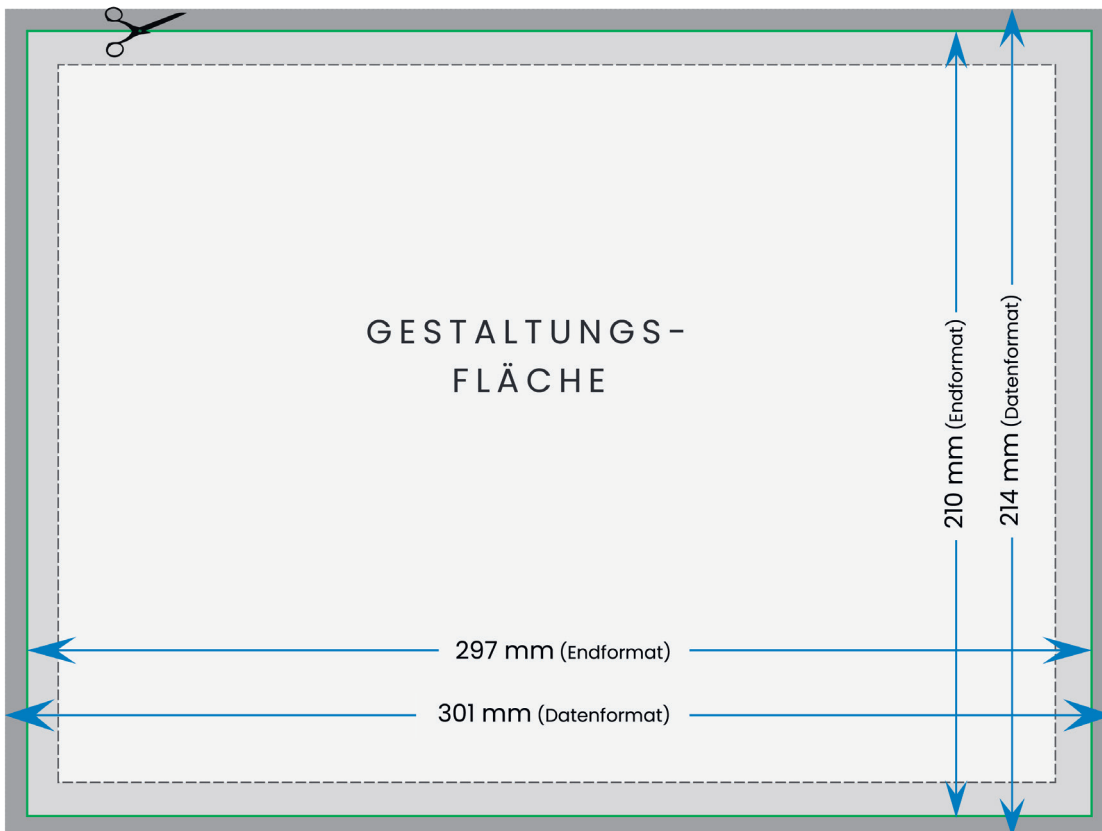 GESTALTUNGS-
FLÄCHE
210 mm (Endformat)
214 mm (Datenformat)
297 mm (Endformat)
301 mm (Datenformat)